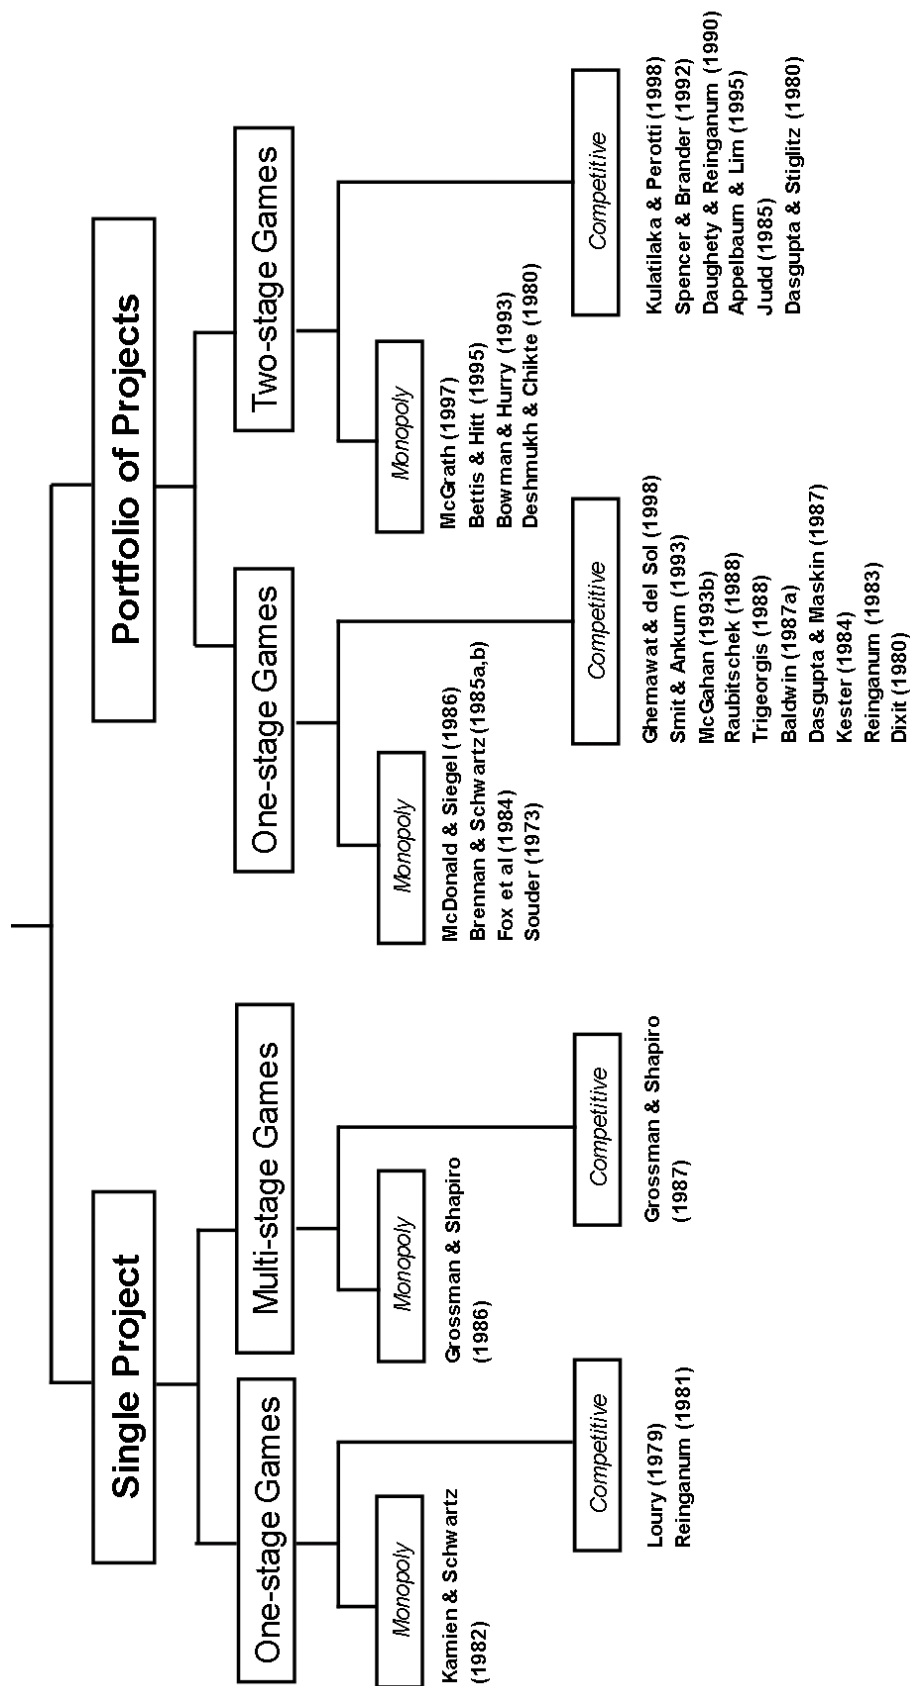 Single Project
Portfolio of Projects
One-stage Games
Multi-stage Games
One-stage Games
Two-stage Games
Monopoly
Kamien & Schwartz
(1982)
Competitive
Loury (1979)
Reinganum (1981)
Monopoly
Grossman & Shapiro
(1986)
Competitive
Grossman & Shapiro
(1987)
Monopoly
McDonald & Siegel (1986)
Brennan & Schwartz (1985a,b)
Fox et al (1984)
Souder (1973)
Competitive
Ghemawat & del Sol (1998)
Smit & Ankum (1993)
McGahan (1993b)
Raubitschek (1988)
Trigeorgis (1988)
Baldwin (1987a)
Dasgupta & Maskin (1987)
Kester (1984)
Reinganum (1983)
Dixit (1980)
Monopoly
McGrath (1997)
Bettis & Hitt (1995)
Bowman & Hurry (1993)
Deshmukh & Chikte (1980)
Competitive
Kulatilaka & Perotti (1998)
Spencer & Brander (1992)
Daughety & Reinganum (1990)
Appelbaum & Lim (1995)
Judd (1985)
Dasgupta & Stiglitz (1980)